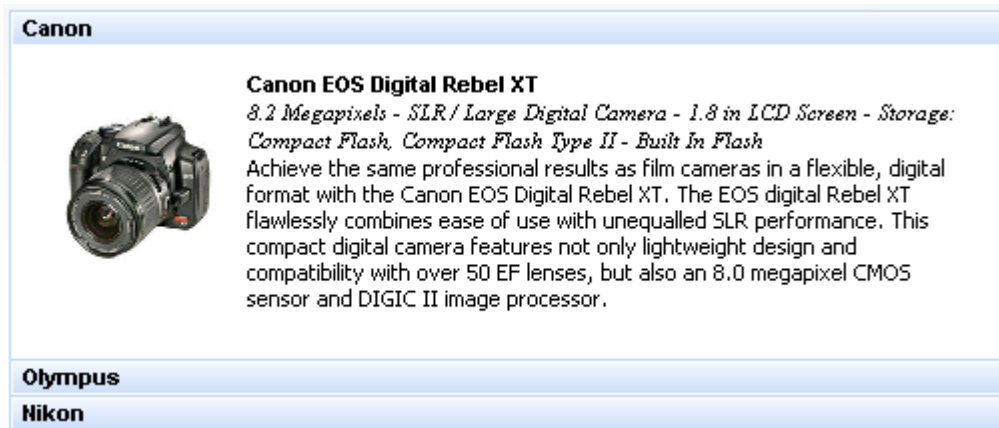 Canon
Canon EOS Digital Rebel XT
8.2 Megapixels - SLR / Large Digital Camera - 1.8 in LCD Screen - Storage:
Compact Flash, Compact Flash Type II - Built In Flash
Achieve the same professional results as film cameras in a flexible, digital
format with the Canon EOS Digital Rebel XT. The EOS digital Rebel XT
flawlessly combines ease of use with unequalled SLR performance. This
compact digital camera features not only lightweight design and
compatibility with over 50 EF lenses, but also an 8.0 megapixel CMOS
sensor and DIGIC II image processor.
Olympus
Nikon